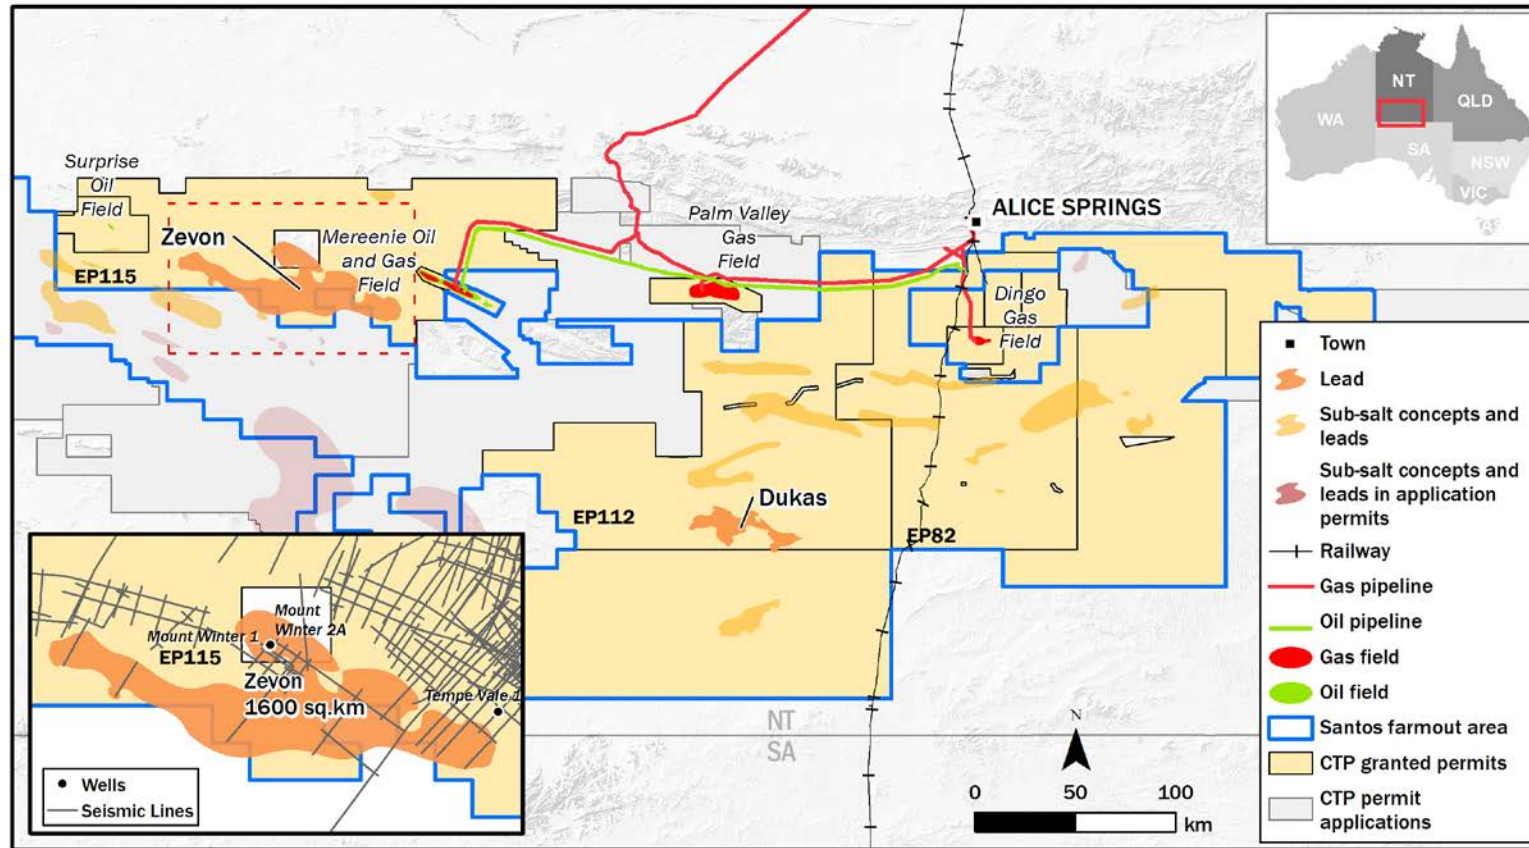 Surprise
Oil
Field
Zevon
EP115
Mereenie Oil
and Gas
Field
Palm Valley
Gas
Field
ALICE SPRINGS
Dingo
Gas
Field
EP112
Dukas
EP82
NT
SA
N
0 50 100
km
WA
NT
QLD
SA
NSW
VIC
TAS
Town
Lead
Sub-salt concepts and
leads
Sub-salt concepts and
leads in application
permits
Railway
Gas pipeline
Oil pipeline
Gas field
Oil field
Santos farmout area
CTP granted permits
CTP permit
applications
Mount Winter 1
Mount
Winter 2A
EP115
Zevon
1600 sq.km
Tempe Vale 1
Wells
Seismic Lines